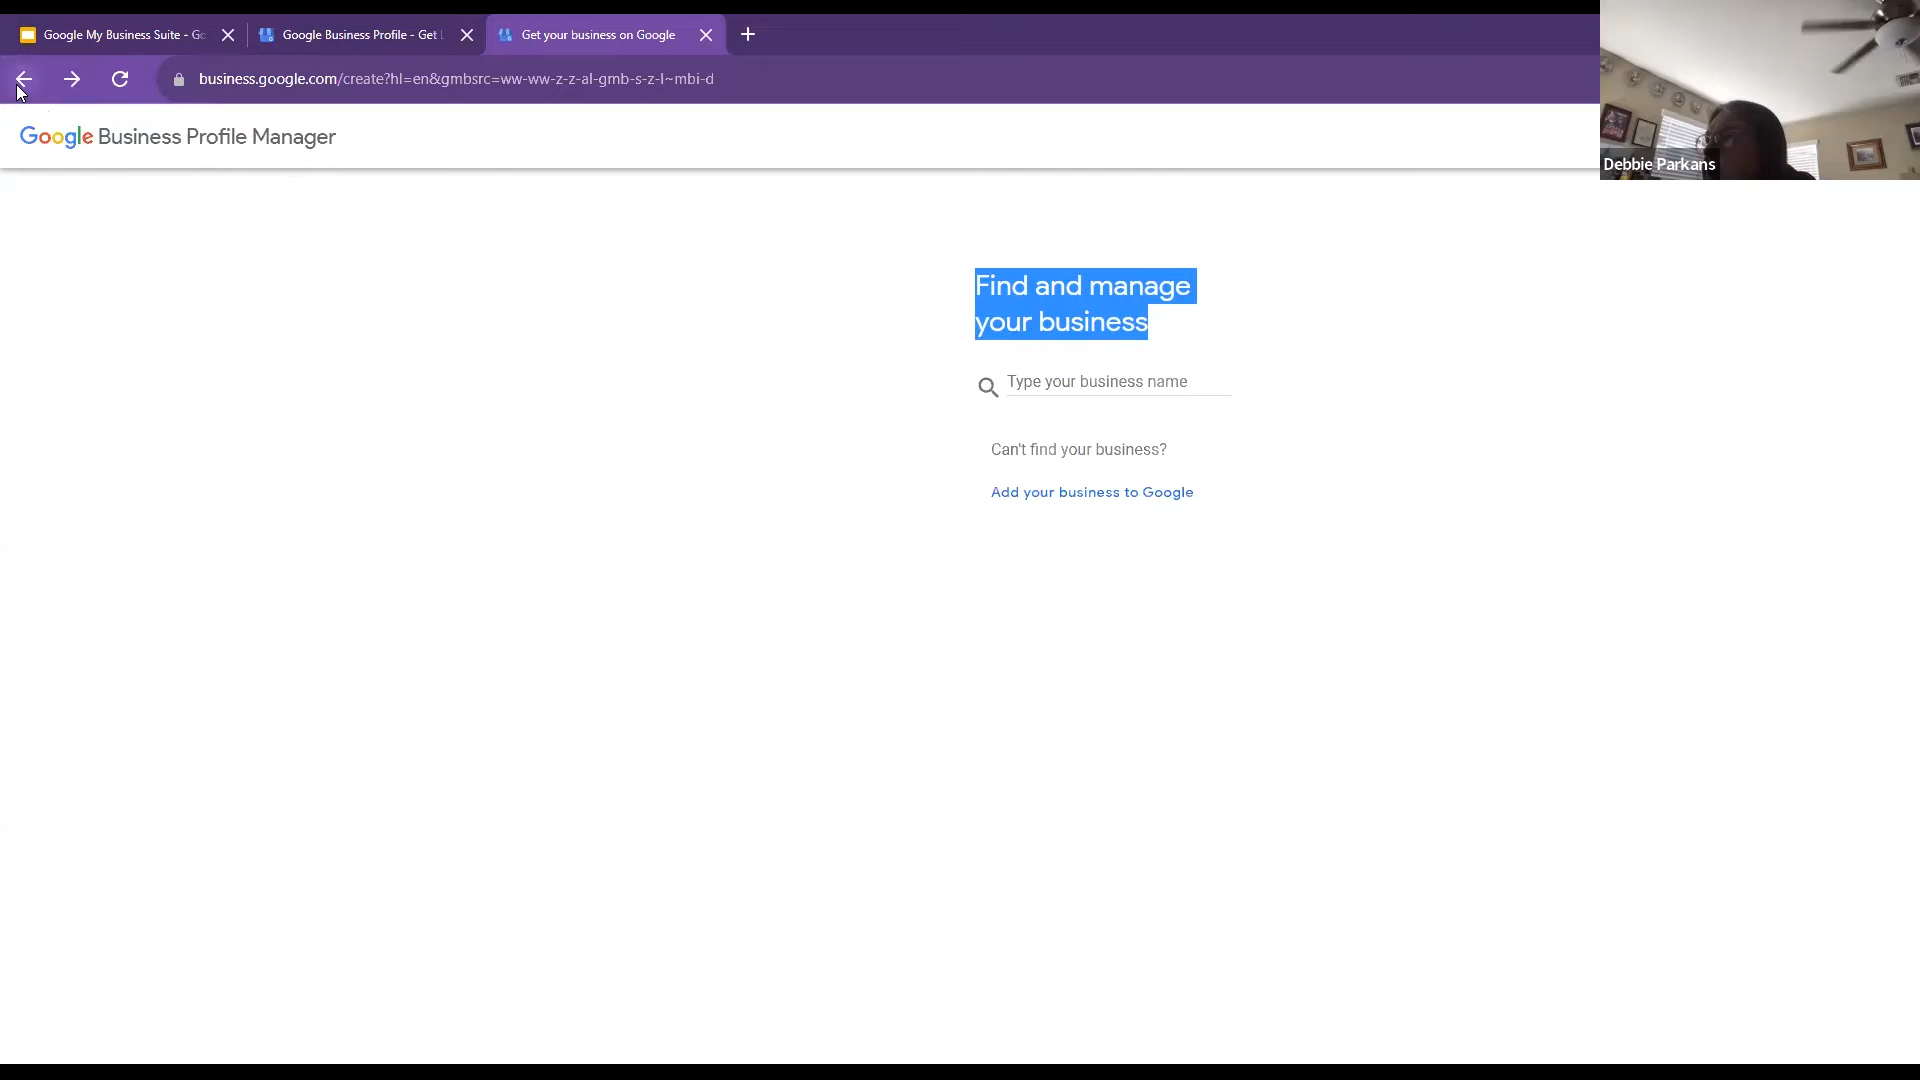 Google My Business Suite - Go
Google Business Profile - Get
Get your business on Google
business.google.com/create?hl=en&gmbsrc=ww-ww-z-z-al-gmb-s-z-l~mbi-d
Google Business Profile Manager
Debbie Parkans
Find and manage
your business
Type your business name
Can't find your business?
Add your business to Google